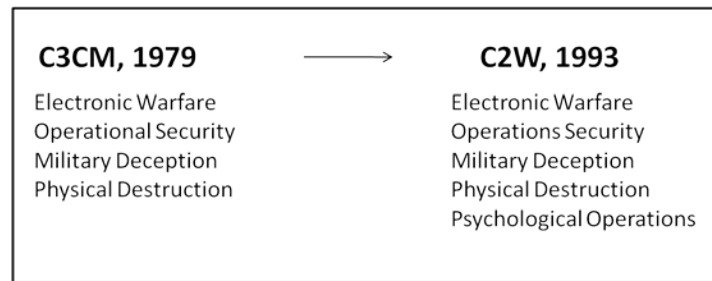 C3CM, 1979
Electronic Warfare
Operational Security
Military Deception
Physical Destruction
C2W, 1993
Electronic Warfare
Operations Security
Military Deception
Physical Destruction
Psychological Operations